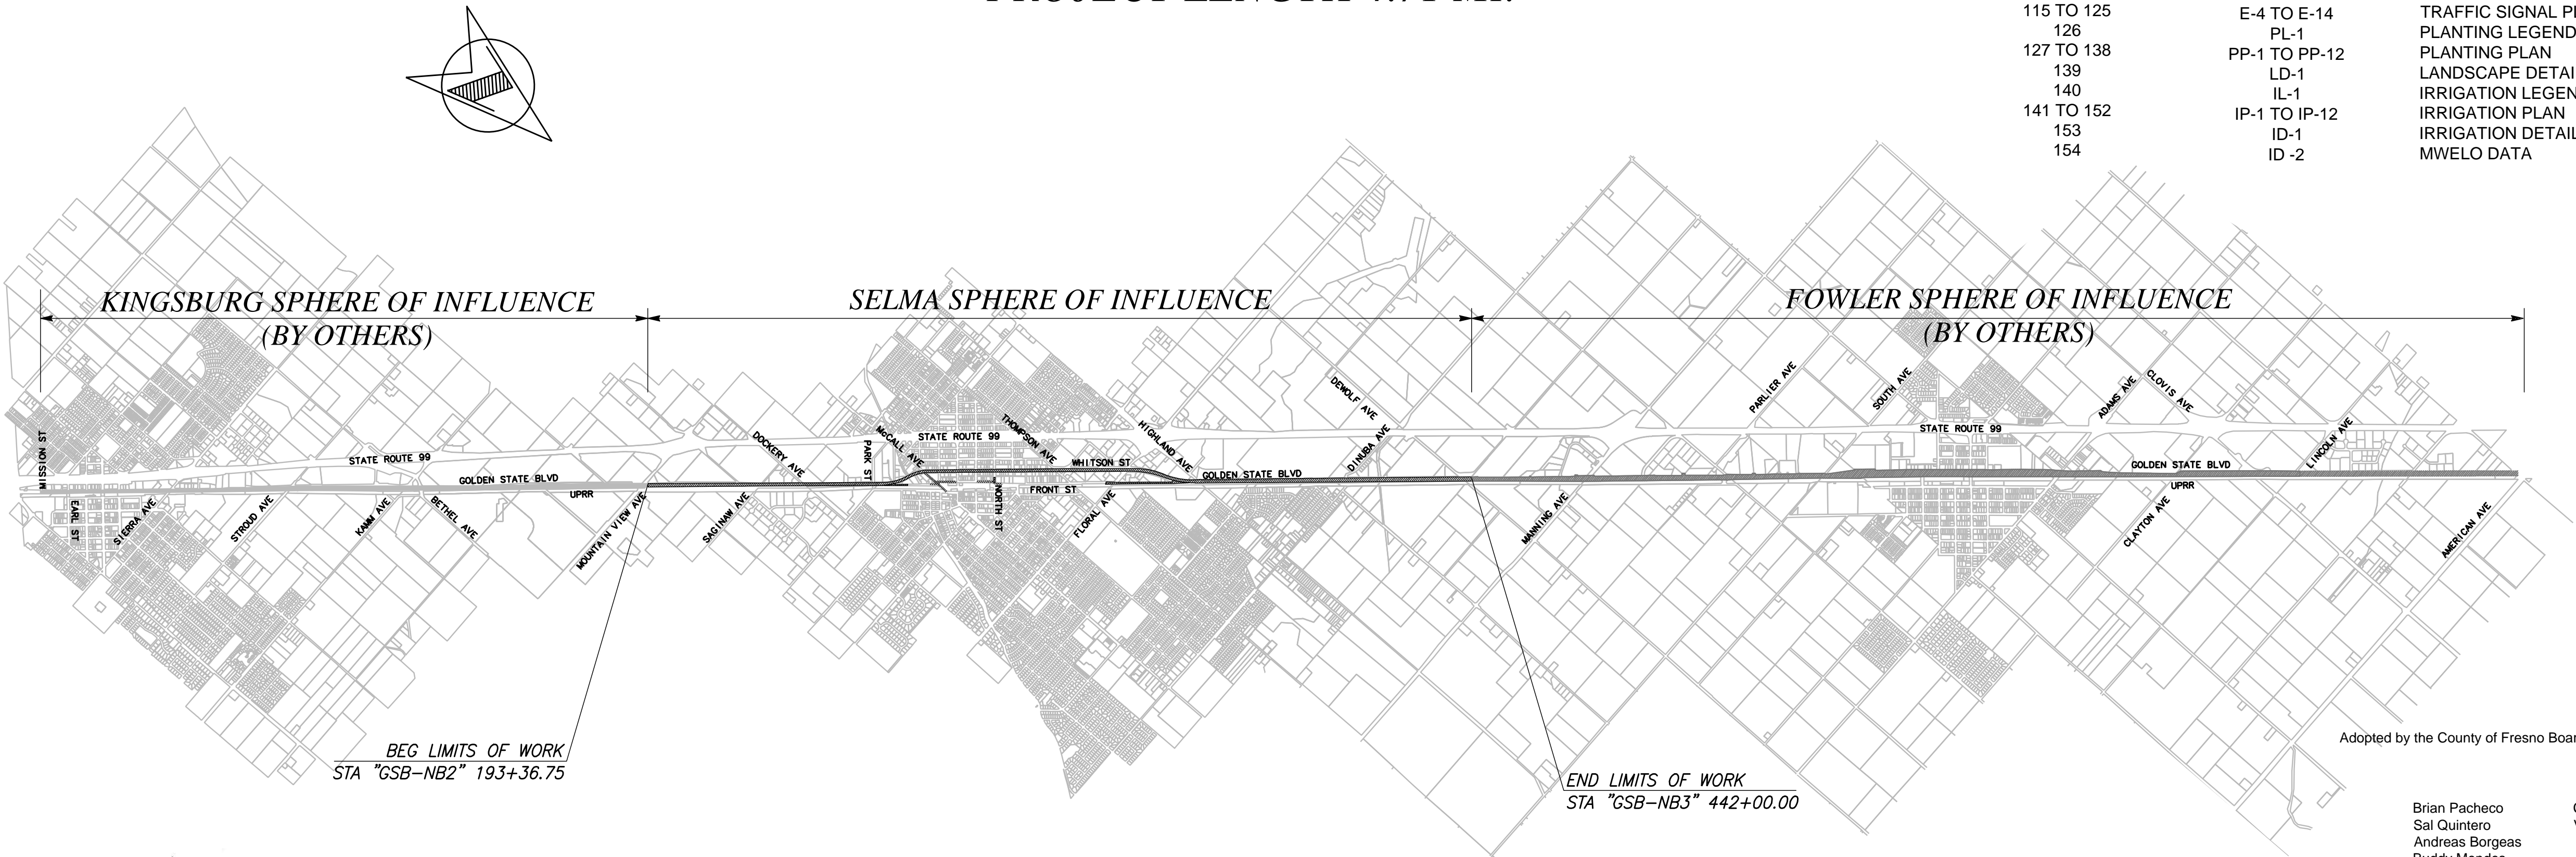 115 TO 125 E-4 TO E-14 TRAFFIC SIGNAL
126 PL-1 PLANTING LEGEND
127 TO 138 PP-1 TO PP-12 PLANTING PLAN
139 LD-1 LANDSCAPE
140 IL-1 IRRIGATION
141 TO 152 IP-1 TO IP-12 IRRIGATION PLAN
153 ID-1 IRRIGATION
154 ID -2 MWELO DATA
KINGSBURG SPHERE OF INFLUENCE
(BY OTHERS)
SELMA SPHERE OF INFLUENCE
FOWLER SPHERE OF INFLUENCE
(BY OTHERS)
MISSION ST
EARL ST
SIERRA AVE
STROUD AVE
STATE ROUTE 99
KAMM AVE
BETHEL AVE
GOLDEN STATE BLVD
UPRR
MOUNTAIN VIEW AVE
SAGINAW AVE
DOCKERY AVE
PARK ST
McCALL AVE
STATE ROUTE 99
THOMPSON AVE
WHITSON ST
NORTH ST
FRONT ST
FLORAL AVE
HIGHLAND AVE
GOLDEN STATE BLVD
DEWOLF AVE
DINUBA AVE
MANNING AVE
PARLIER AVE
SOUTH AVE
STATE ROUTE 99
ADAMS AVE
CLOVIS AVE
GOLDEN STATE BLVD
UPRR
CLAYTON AVE
LINCOLN AVE
AMERICAN AVE
BEG LIMITS OF WORK
STA "GSB-NB2" 193+36.75
END LIMITS OF WORK
STA "GSB-NB3" 442+00.00
Adopted by the County of Fresno
Brian Pacheco
Sal Quintero
Andreas Borgeas